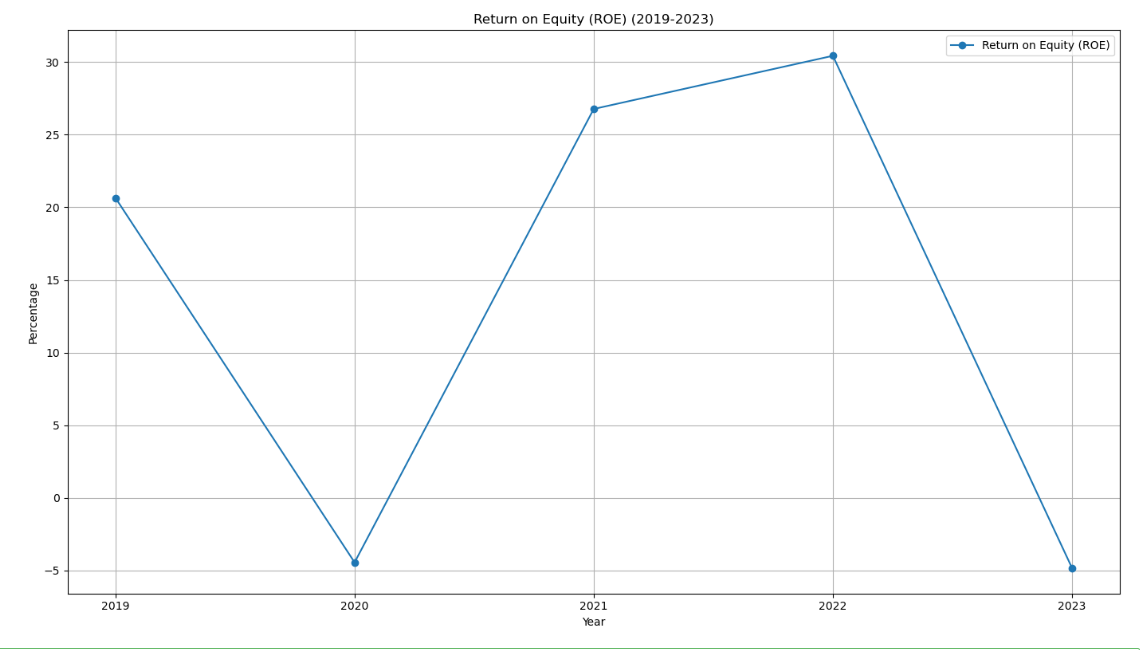 Return on Equity (ROE) (2019-2023)
Return on Equity (ROE)
30
25
20
15
10
5
0
−5
Percentage
2019 2020 2021 2022 2023
Year